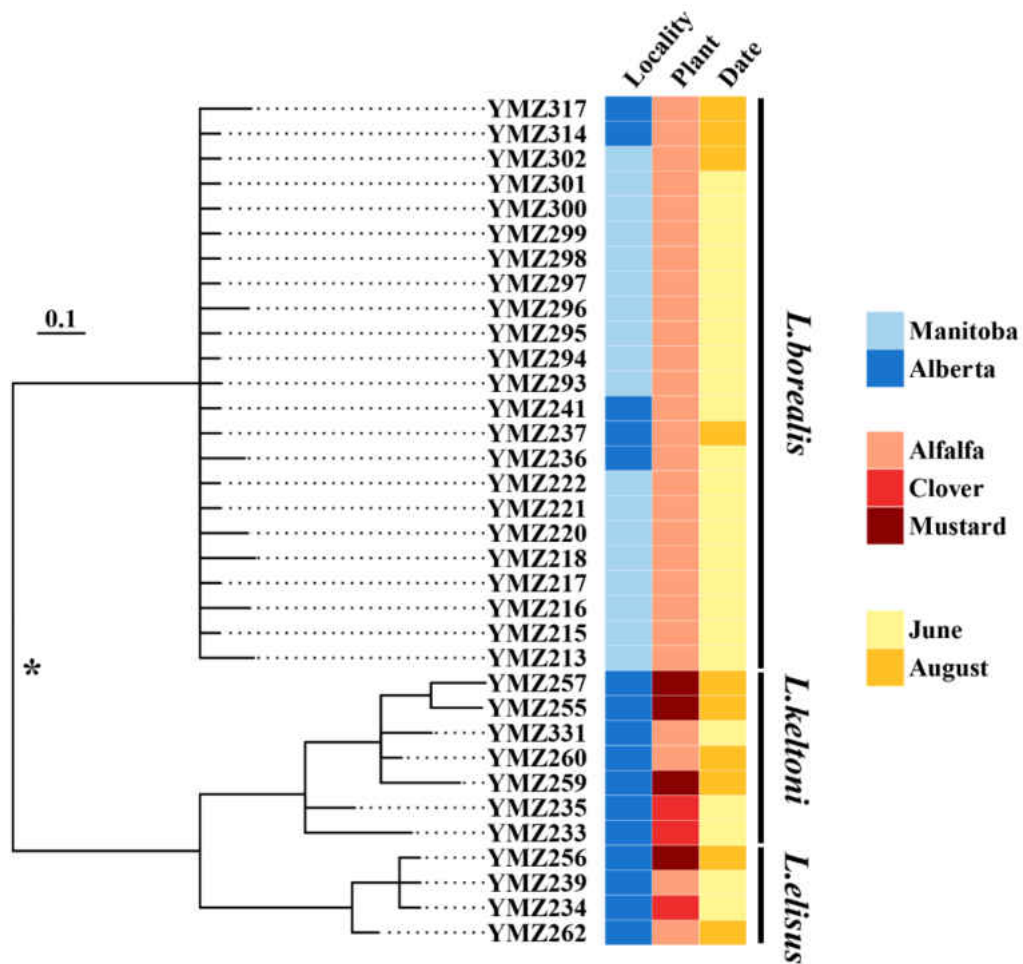 Locality Plant Date
YMZ317
YMZ314
YMZ302
YMZ301
YMZ300
YMZ299
YMZ298
YMZ297
YMZ296
YMZ295
YMZ294
YMZ293
YMZ241
YMZ237
YMZ236
YMZ222
YMZ221
YMZ220
YMZ218
YMZ217
YMZ216
YMZ215
YMZ213
YMZ257
YMZ255
YMZ331
YMZ260
YMZ259
YMZ235
YMZ233
YMZ256
YMZ239
YMZ234
YMZ262
0.1
*
L.borealis
L.keltoni
L.elisus
Manitoba
Alberta
Alfalfa
Clover
Mustard
June
August